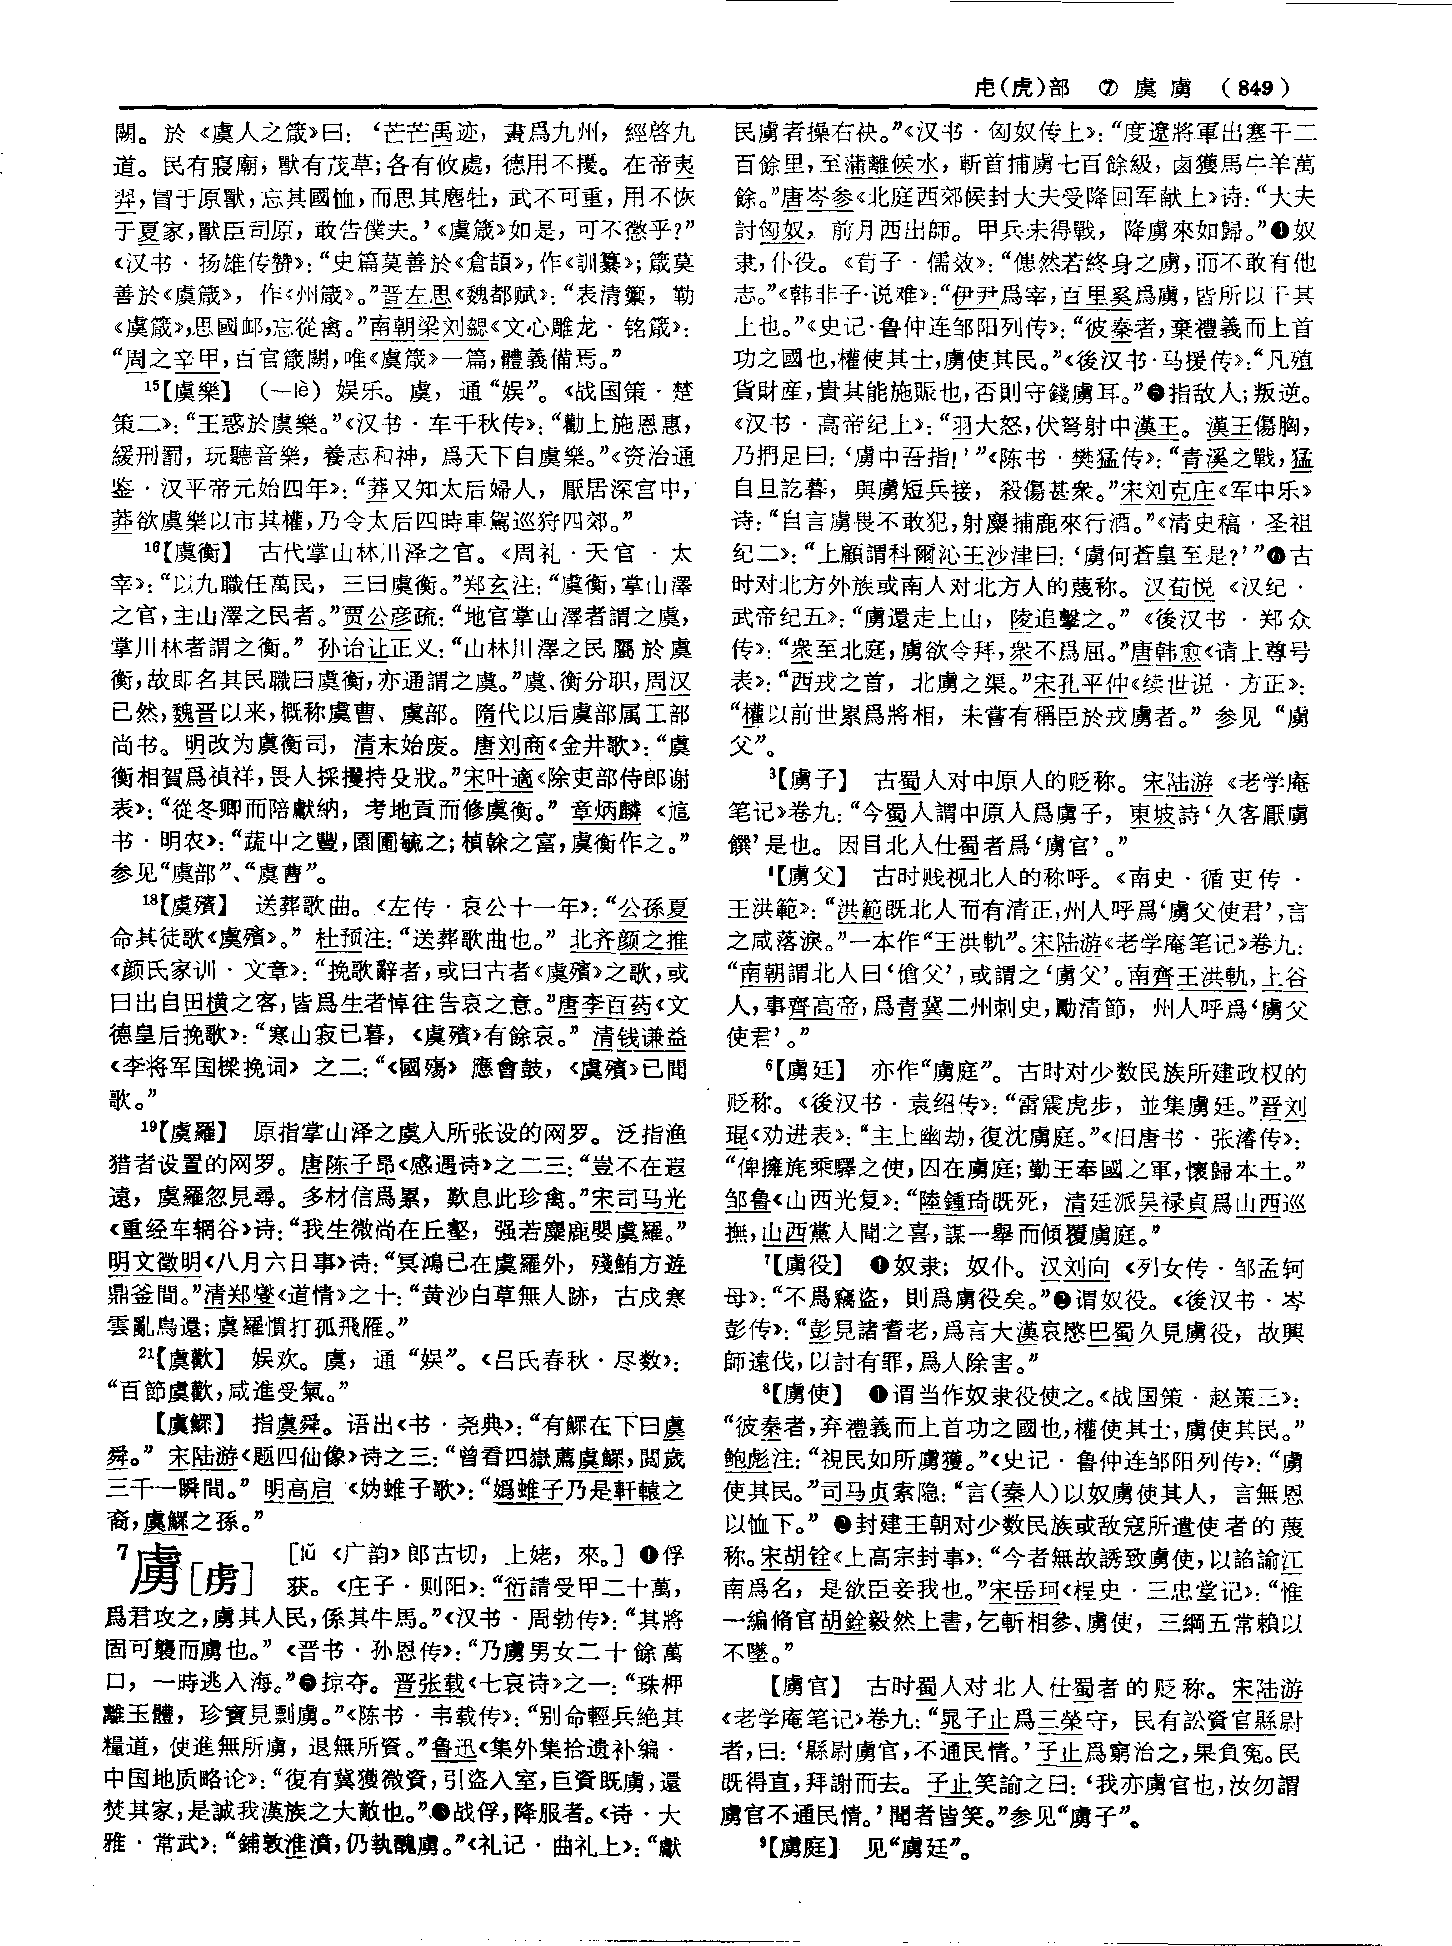 虍(虎)部 ⑦ 虞 虜 (849)
闕。於《虞人之箴》曰:‘芒芒禹迹,畫爲九州,經啓九
道。民有寢廟,獸有茂草;各有攸處,德用不擾。在帝夷
羿,冒于原獸,忘其國恤,而思其麀牡,武不可重,用不恢
于夏家,獸臣司原,敢告僕夫。’《虞箴》如是,可不懲乎?”
《汉书·扬雄传赞》:“史篇莫善於《倉頡》,作《訓纂》;箴莫
善於《虞箴》,作《州箴》。”晋左思《魏都赋》:“表清籞,勒
《虞箴》,思國卹,忘從禽。”南朝梁刘勰《文心雕龙·铭箴》:
“周之辛甲,百官箴闕,唯《虞箴》一篇,體義備焉。”
¹⁵【虞樂】 (—lè) 娱乐。虞,通“娱”。《战国策·楚
策二》:“王惑於虞樂。”《汉书·车千秋传》:“勸上施恩惠,
緩刑罰,玩聽音樂,養志和神,爲天下自虞樂。”《资治通
鉴·汉平帝元始四年》:“莽又知太后婦人,厭居深宫中,
莽欲虞樂以市其權,乃令太后四時車駕巡狩四郊。”
¹⁶【虞衡】 古代掌山林川泽之官。《周礼·天官·太
宰》:“以九職任萬民,三曰虞衡。”郑玄注:“虞衡,掌山澤
之官,主山澤之民者。”贾公彦疏:“地官掌山澤者謂之虞,
掌川林者謂之衡。”孙诒让正义:“山林川澤之民屬於虞
衡,故即名其民職曰虞衡,亦通謂之虞。”虞、衡分职,周汉
已然,魏晋以来,概称虞曹、虞部。隋代以后虞部属工部
尚书。明改为虞衡司,清末始废。唐刘商《金井歌》:“虞
衡相賀爲禎祥,畏人採攫持殳戕。”宋叶適《除吏部侍郎谢
表》:“從冬卿而陪獻納,考地貢而修虞衡。”章炳麟《訄
书·明农》:“蔬屮之豐,園圃毓之;楨榦之富,虞衡作之。”
参见“虞部”、“虞曹”。
¹⁸【虞殯】 送葬歌曲。《左传·哀公十一年》:“公孫夏
命其徒歌《虞殯》。”杜预注:“送葬歌曲也。”北齐颜之推
《颜氏家训·文章》:“挽歌辭者,或曰古者《虞殯》之歌,或
曰出自田横之客,皆爲生者悼往告哀之意。”唐李百药《文
德皇后挽歌》:“寒山寂已暮,《虞殯》有餘哀。”清钱谦益
《李将军国樑挽词》之二:“《國殤》應會鼓,《虞殯》已間
歌。”
¹⁹【虞羅】 原指掌山泽之虞人所张设的网罗。泛指渔
猎者设置的网罗。唐陈子昂《感遇诗》之二三:“豈不在遐
遠,虞羅忽見尋。多材信爲累,歎息此珍禽。”宋司马光
《重经车辋谷》诗:“我生微尚在丘壑,强若麋鹿嬰虞羅。”
明文徵明《八月六日事》诗:“冥鴻已在虞羅外,殘鮪方遊
鼎釜間。”清郑燮《道情》之十:“黄沙白草無人跡,古戍寒
雲亂鳥還;虞羅慣打孤飛雁。”
²¹【虞歡】 娱欢。虞,通“娱”。《吕氏春秋·尽数》:
“百節虞歡,咸進受氣。”
【虞鰥】 指虞舜。语出《书·尧典》:“有鰥在下曰虞
舜。”宋陆游《题四仙像》诗之三:“曾看四嶽薦虞鰥,閲歲
三千一瞬間。”明高启《妫蜼子歌》:“嬀蜼子乃是軒轅之
裔,虞鰥之孫。”
⁷虜[虏] [lǔ 《广韵》郎古切,上姥,來。]❶俘
获。《庄子·则阳》:“衍請受甲二十萬,
爲君攻之,虜其人民,係其牛馬。”《汉书·周勃传》:“其將
固可襲而虜也。”《晋书·孙恩传》:“乃虜男女二十餘萬
口,一時逃入海。”❷掠夺。晋张载《七哀诗》之一:“珠柙
離玉體,珍寶見剽虜。”《陈书·韦载传》:“别命輕兵絶其
糧道,使進無所虜,退無所資。”鲁迅《集外集拾遗补编·
中国地质略论》:“復有冀獲微資,引盗入室,巨資既虜,還
焚其家,是誠我漢族之大敵也。”❸战俘,降服者。《诗·大
雅·常武》:“鋪敦淮濆,仍執醜虜。”《礼记·曲礼上》:“獻
民虜者操右袂。”《汉书·匈奴传上》:“度遼將軍出塞千二
百餘里,至蒲離候水,斬首捕虜七百餘級,鹵獲馬牛羊萬
餘。”唐岑参《北庭西郊候封大夫受降回军献上》诗:“大夫
討匈奴,前月西出師。甲兵未得戰,降虜來如歸。”❹奴
隶,仆役。《荀子·儒效》:“億然若終身之虜,而不敢有他
志。”《韩非子·说难》:“伊尹爲宰,百里奚爲虜,皆所以干其
上也。”《史记·鲁仲连邹阳列传》:“彼秦者,棄禮義而上首
功之國也,權使其士,虜使其民。”《後汉书·马援传》:“凡殖
貨財産,貴其能施賑也,否則守錢虜耳。”❺指敌人;叛逆。
《汉书·高帝纪上》:“羽大怒,伏弩射中漢王。漢王傷胸,
乃捫足曰:‘虜中吾指!’”《陈书·樊猛传》:“青溪之戰,猛
自旦訖暮,與虜短兵接,殺傷甚衆。”宋刘克庄《军中乐》
诗:“自言虜畏不敢犯,射麋捕鹿來行酒。”《清史稿·圣祖
纪二》:“上顧謂科爾沁王沙津曰:‘虜何蒼皇至是?’”❻古
时对北方外族或南人对北方人的蔑称。汉荀悦《汉纪·
武帝纪五》:“虜還走上山,陵追擊之。”《後汉书·郑众
传》:“衆至北庭,虜欲令拜,衆不爲屈。”唐韩愈《请上尊号
表》:“西戎之首,北虜之渠。”宋孔平仲《续世说·方正》:
“權以前世累爲將相,未嘗有稱臣於戎虜者。”参见“虜
父”。
³【虜子】 古蜀人对中原人的贬称。宋陆游《老学庵
笔记》卷九:“今蜀人謂中原人爲虜子,東坡詩‘久客厭虜
饌’是也。因目北人仕蜀者爲‘虜官’。”
⁴【虜父】 古时贱视北人的称呼。《南史·循吏传·
王洪範》:“洪範既北人而有清正,州人呼爲‘虜父使君’,言
之咸落淚。”一本作“王洪軌”。宋陆游《老学庵笔记》卷九:
“南朝謂北人曰‘傖父’,或謂之‘虜父’。南齊王洪軌,上谷
人,事齊高帝,爲青冀二州刺史,勵清節,州人呼爲‘虜父
使君’。”
⁶【虜廷】 亦作“虜庭”。古时对少数民族所建政权的
贬称。《後汉书·袁绍传》:“雷震虎步,並集虜廷。”晋刘
琨《劝进表》:“主上幽劫,復沈虜庭。”《旧唐书·张濬传》:
“俾擁旄乘驛之使,囚在虜庭;勤王奉國之軍,懷歸本土。”
邹鲁《山西光复》:“陸鍾琦既死,清廷派吴禄貞爲山西巡
撫,山西黨人聞之喜,謀一舉而傾覆虜庭。”
⁷【虜役】 ❶奴隶;奴仆。汉刘向《列女传·邹孟轲
母》:“不爲竊盗,則爲虜役矣。”❷谓奴役。《後汉书·岑
彭传》:“彭見諸耆老,爲言大漢哀愍巴蜀久見虜役,故興
師遠伐,以討有罪,爲人除害。”
⁸【虜使】 ❶谓当作奴隶役使之。《战国策·赵策三》:
“彼秦者,弃禮義而上首功之國也,權使其士,虜使其民。”
鲍彪注:“視民如所虜獲。”《史记·鲁仲连邹阳列传》:“虜
使其民。”司马贞索隐:“言(秦人)以奴虜使其人,言無恩
以恤下。”❷封建王朝对少数民族或敌寇所遣使者的蔑
称。宋胡铨《上高宗封事》:“今者無故誘致虜使,以詔諭江
南爲名,是欲臣妾我也。”宋岳珂《桯史·三忠堂记》:“惟
一編脩官胡銓毅然上書,乞斬相參、虜使,三綱五常賴以
不墜。”
【虜官】 古时蜀人对北人仕蜀者的贬称。宋陆游
《老学庵笔记》卷九:“晁子止爲三榮守,民有訟資官縣尉
者,曰:‘縣尉虜官,不通民情。’子止爲窮治之,果負冤。民
既得直,拜謝而去。子止笑諭之曰:‘我亦虜官也,汝勿謂
虜官不通民情。’聞者皆笑。”参见“虜子”。
⁹【虜庭】 见“虜廷”。